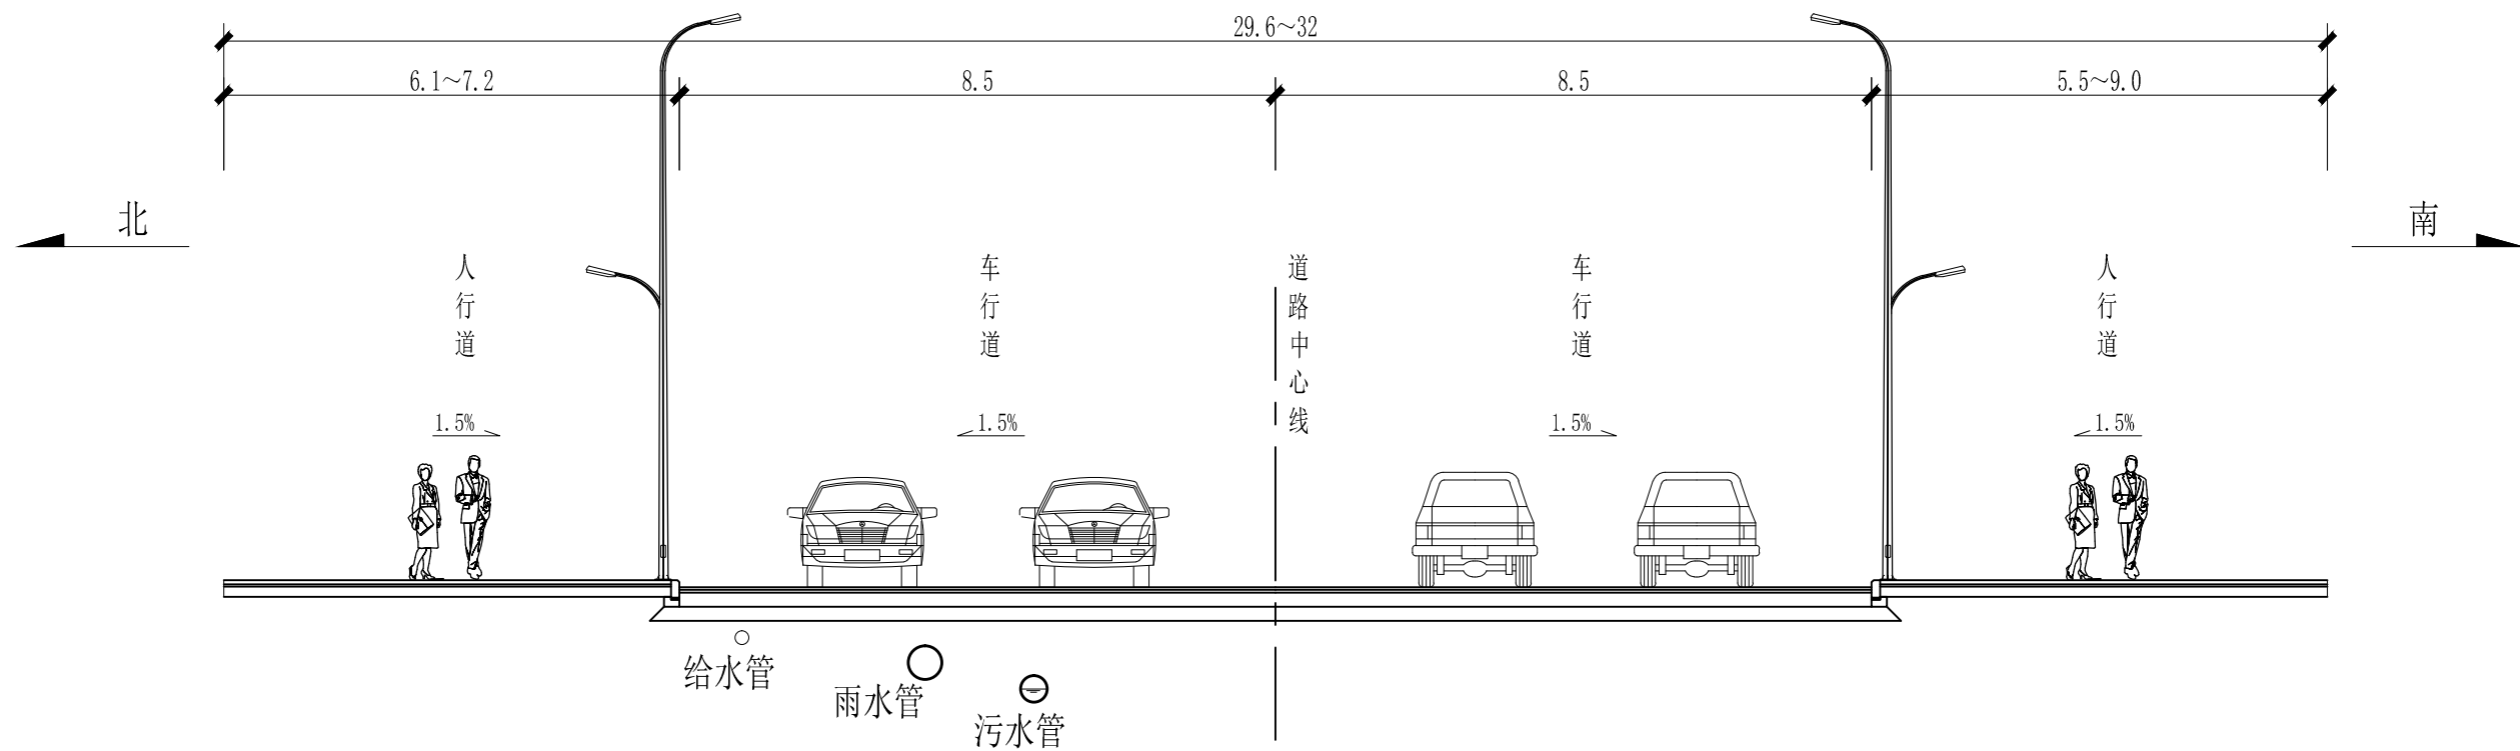 29.6～32
6.1～7.2
8.5
8.5
5.5～9.0
北
南
人行道
车行道
道路中心线
车行道
人行道
1.5%
1.5%
1.5%
1.5%
给水管
雨水管
污水管